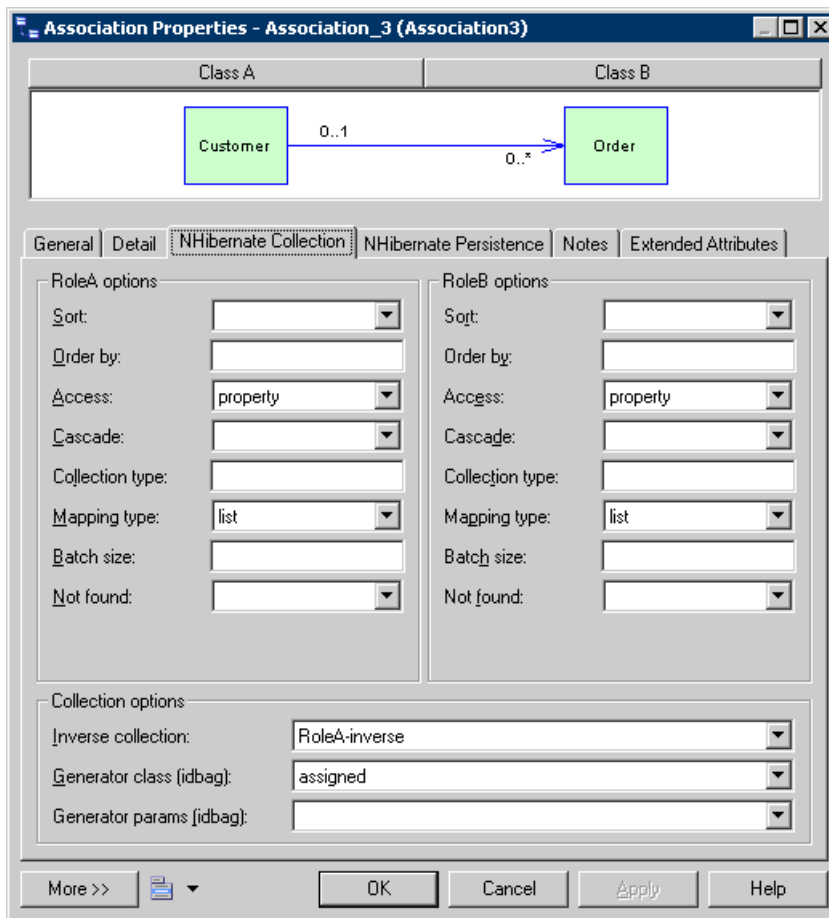 Association Properties - Association_3 (Association3)
Class A Class B
Customer 0..1 0..* Order
General Detail NHibernate Collection NHibernate Persistence Notes Extended Attributes
RoleA options RoleB options
Sort: Sort:
Order by: Order by:
Access: property Access: property
Cascade: Cascade:
Collection type: Collection type:
Mapping type: list Mapping type: list
Batch size: Batch size:
Not found: Not found:
Collection options
Inverse collection: RoleA-inverse
Generator class (idbag): assigned
Generator params (idbag):
More >> OK Cancel Apply Help